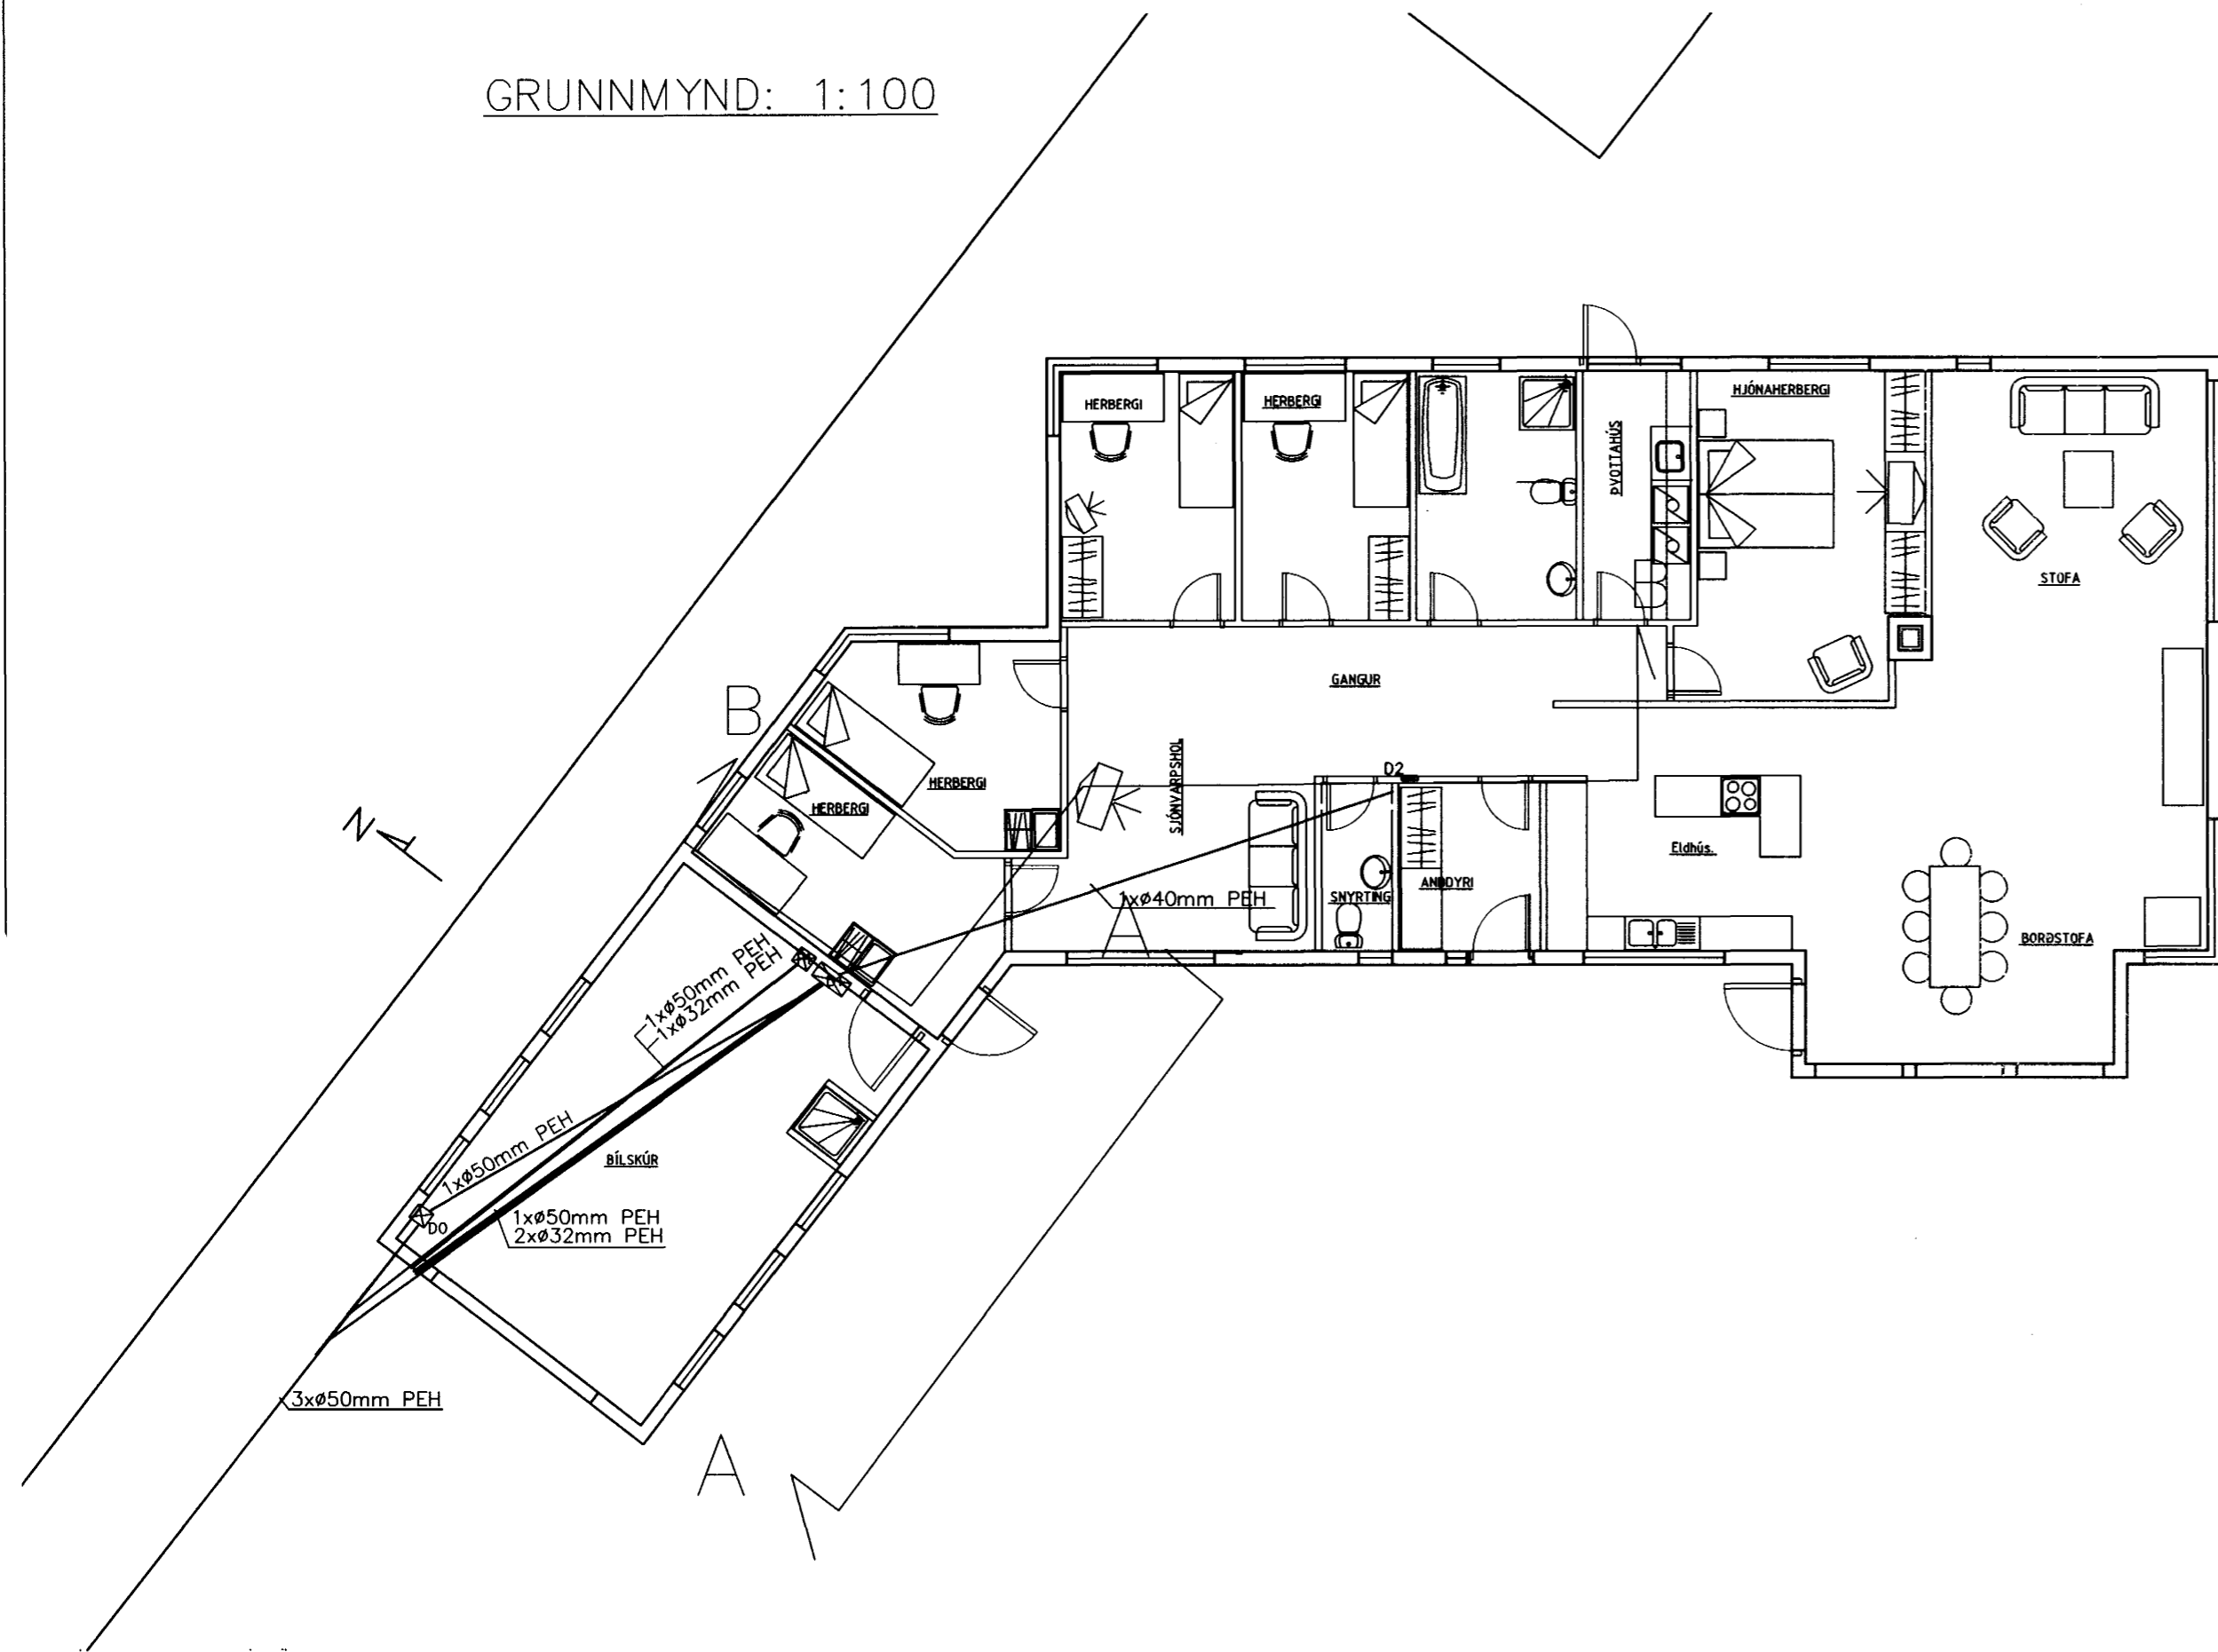 GRUNNMYND: 1:100
HERBERGI
HERBERGI
ÞVOTTAHÚS
HJÓNAHERBERGI
STOFA
GANGUR
B
N
SJÓNVARPSHOL
D2
HERBERGI
HERBERGI
Eldhús.
1xø40mm PEH
SNYRTING
ANDDYRI
A
BORÐSTOFA
1xø50mm PEH
1xø32mm PEH
D1
1xø50mm PEH
BÍLSKÚR
D0
1xø50mm PEH
2xø32mm PEH
3xø50mm PEH
A
B